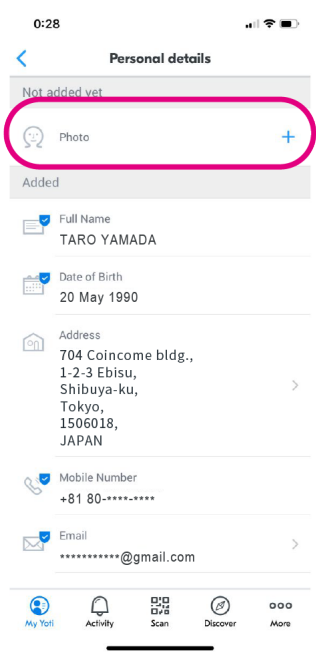 0:28
Personal details
Not added yet
Photo
Added
Full Name
TARO YAMADA
Date of Birth
20 May 1990
Address
704 Coincome bldg.,
1-2-3 Ebisu,
Shibuya-ku,
Tokyo,
1506018,
JAPAN
Mobile Number
+81 80-****-****
Email
***********@gmail.com
My Yoti Activity Scan Discover More